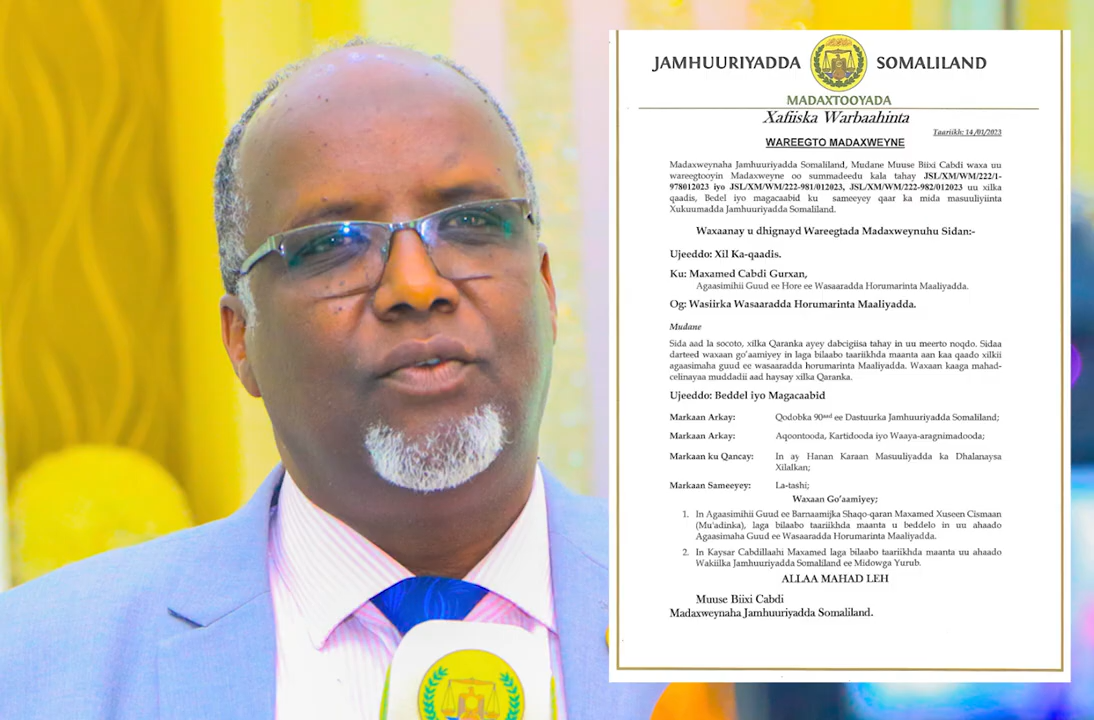 JAMHUURIYADDA SOMALILAND
MADAXTOOYADA
Xafiiska Warbaahinta
Taariikh: 14/01/2023
WAREEGTO MADAXWEYNE
Madaxweynaha Jamhuuriyadda Somaliland, Mudane Muuse Biixi Cabdi waxa uu
wareegtooyin Madaxweyne oo summadeedu kala tahay JSL/XM/WM/222/1-
978012023 iyo JSL/XM/WM/222-981/012023, JSL/XM/WM/222-982/012023 uu xilka
qaadis, Bedel iyo magacaabid ku sameeyey qaar ka mida masuuliyiinta
Xukuumadda Jamhuuriyadda Somaliland.
Waxaanay u dhignayd Wareegtada Madaxweynuhu Sidan:-
Ujeeddo: Xil Ka-qaadis.
Ku: Maxamed Cabdi Gurxan,
Agaasimihii Guud ee Hore ee Wasaaradda Horumarinta Maaliyadda.
Og: Wasiirka Wasaaradda Horumarinta Maaliyadda.
Mudane
Sida aad la socoto, xilka Qaranka ayey dabcigiisa tahay in uu meerto noqdo. Sidaa
darteed waxaan go'aamiyey in laga bilaabo taariikhda maanta aan kaa qaado xilkii
agaasimaha guud ee wasaaradda horumarinta Maaliyadda. Waxaan kaaga mahad-
celinayaa muddadii aad haysay xilka Qaranka.
Ujeeddo: Beddel iyo Magacaabid
Markaan Arkay: Qodobka 90aad ee Dastuurka Jamhuuriyadda Somaliland;
Markaan Arkay: Aqoontooda, Kartidooda iyo Waaya-aragnimadooda;
Markaan ku Qancay: In ay Hanan Karaan Masuuliyadda ka Dhalanaysa
Xilalkan;
Markaan Sameeyey: La-tashi;
Waxaan Go'aamiyey;
1. In Agaasimihii Guud ee Barnaamijka Shaqo-qaran Maxamed Xuseen Cismaan
(Mu'adinka), laga bilaabo taariikhda maanta u beddelo in uu ahaado
Agaasimaha Guud ee Wasaaradda Horumarinta Maaliyadda.
2. In Kaysar Cabdillaahi Maxamed laga bilaabo taariikhda maanta uu ahaado
Wakiilka Jamhuuriyadda Somaliland ee Midowga Yurub.
ALLAA MAHAD LEH
Muuse Biixi Cabdi
Madaxweynaha Jamhuuriyadda Somaliland.